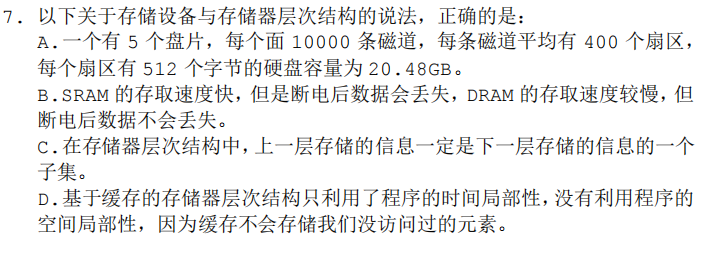 7. 以下关于存储设备与存储器层次结构的说法，正确的是：
A.一个有 5 个盘片，每个面 10000 条磁道，每条磁道平均有 400 个扇区，
每个扇区有 512 个字节的硬盘容量为 20.48GB。
B.SRAM 的存取速度快，但是断电后数据会丢失，DRAM 的存取速度较慢，但
断电后数据不会丢失。
C.在存储器层次结构中，上一层存储的信息一定是下一层存储的信息的一个
子集。
D.基于缓存的存储器层次结构只利用了程序的时间局部性，没有利用程序的
空间局部性，因为缓存不会存储我们没访问过的元素。